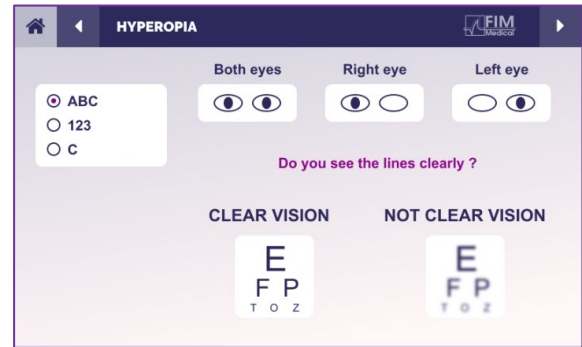 HYPEROPIA
FIM
Medical
Both eyes
Right eye
Left eye
ABC
123
C
Do you see the lines clearly ?
CLEAR VISION
NOT CLEAR VISION
E
F P
T O Z
E
F P
T O Z